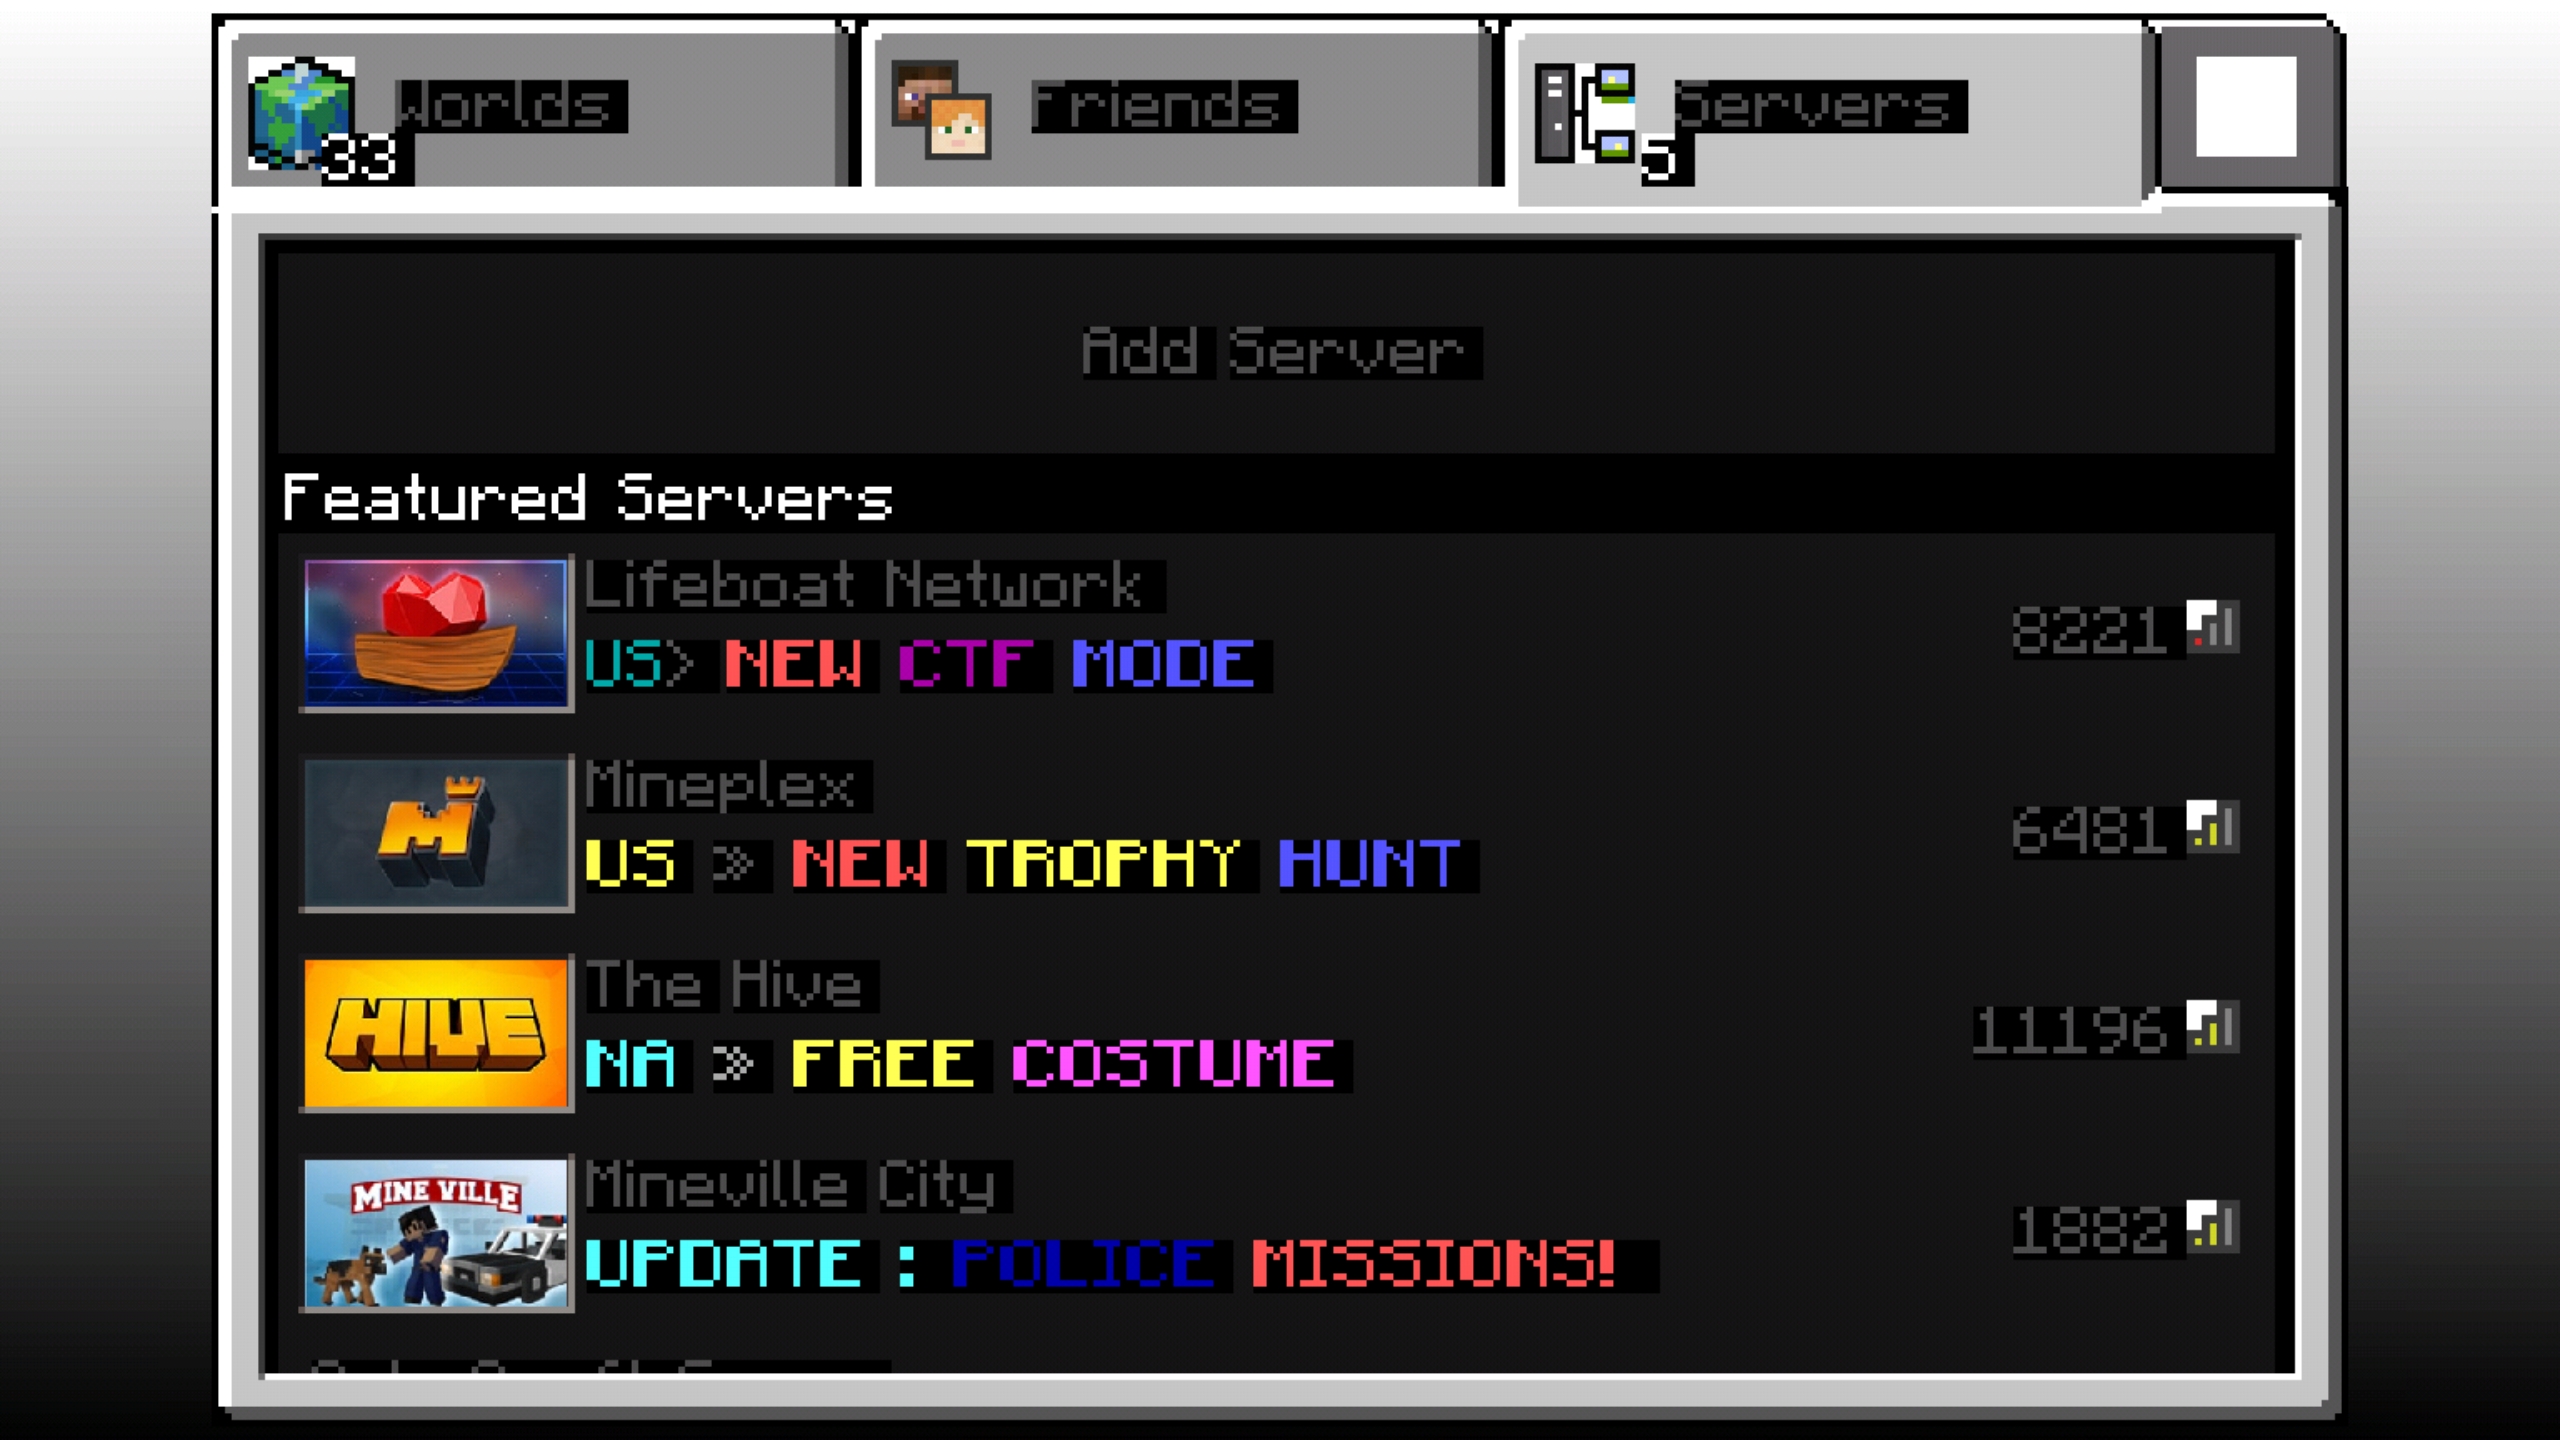 Worlds
33
Friends
Servers
5
Add Server
Featured Servers
Lifeboat Network
US> NEW CTF MODE
8221
Mineplex
US » NEW TROPHY HUNT
6481
M
HIVE
The Hive
NA » FREE COSTUME
11196
MINE VILLE
Mineville City
UPDATE : POLICE MISSIONS!
1882